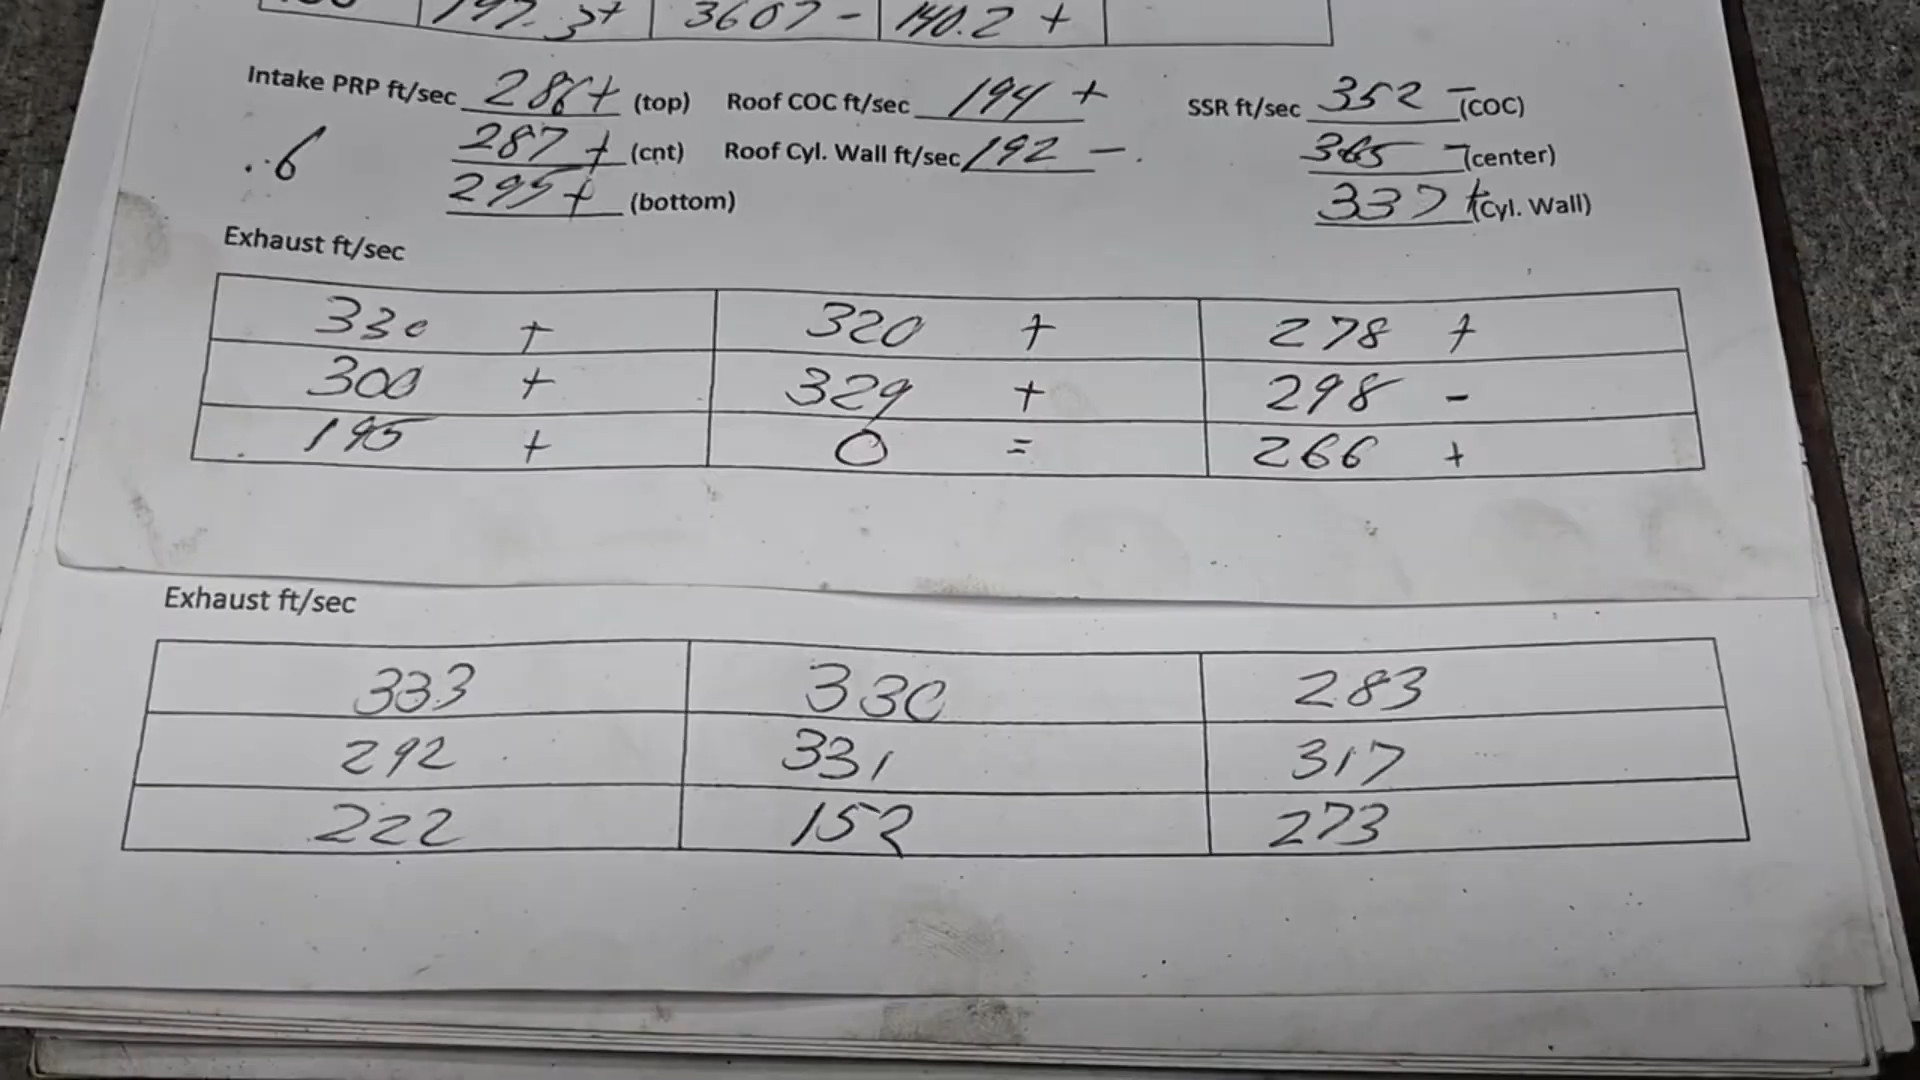 197.3+ 3607 - 140.2 +
Intake PRP ft/sec 286+ (top) Roof COC ft/sec 194 + SSR ft/sec 352 - (COC)
.6 287 + (cnt) Roof Cyl. Wall ft/sec 192 - 365 - (center)
295 + (bottom) 337 + (Cyl. Wall)
Exhaust ft/sec
330 + 320 + 278 +
300 + 329 + 298 -
195 + 0 = 266 +
Exhaust ft/sec
333 330 283
292 331 317
222 152 273